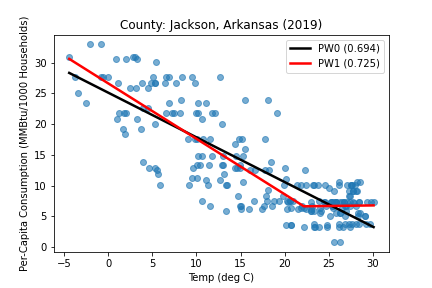 County: Jackson, Arkansas (2019)
PW0 (0.694)
PW1 (0.725)
Per-Capita Consumption (MMBtu/1000 Households)
30
25
20
15
10
5
0
−5 0 5 10 15 20 25 30
Temp (deg C)